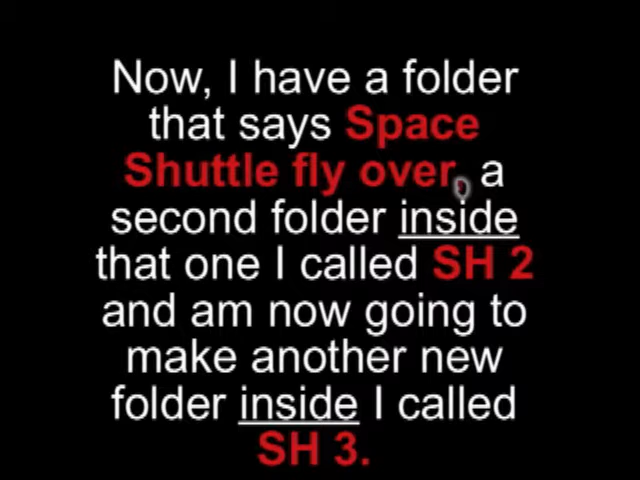 Now, I have a folder
that says Space
Shuttle fly over, a
second folder inside
that one I called SH 2
and am now going to
make another new
folder inside I called
SH 3.